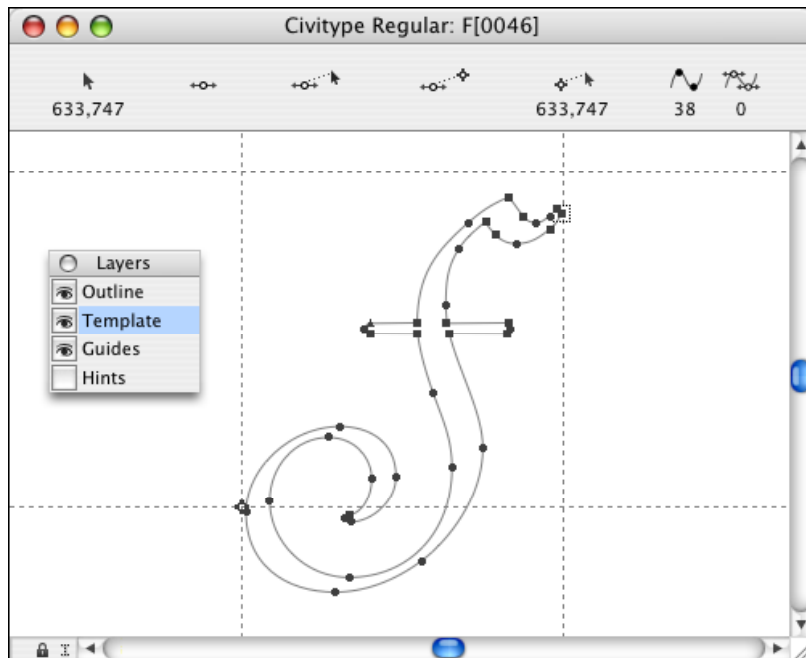 Civitype Regular: F[0046]
633,747 633,747 38 0
Layers
Outline
Template
Guides
Hints